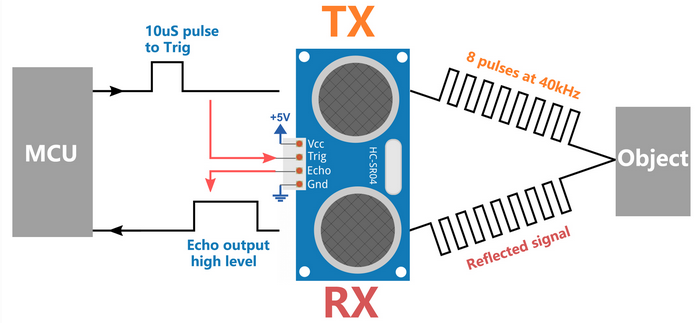 TX
10uS pulse
to Trig
8 pulses at 40kHz
MCU
+5V
Vcc
Trig
Echo
Gnd
HC-SR04
Object
Echo output
high level
Reflected signal
RX